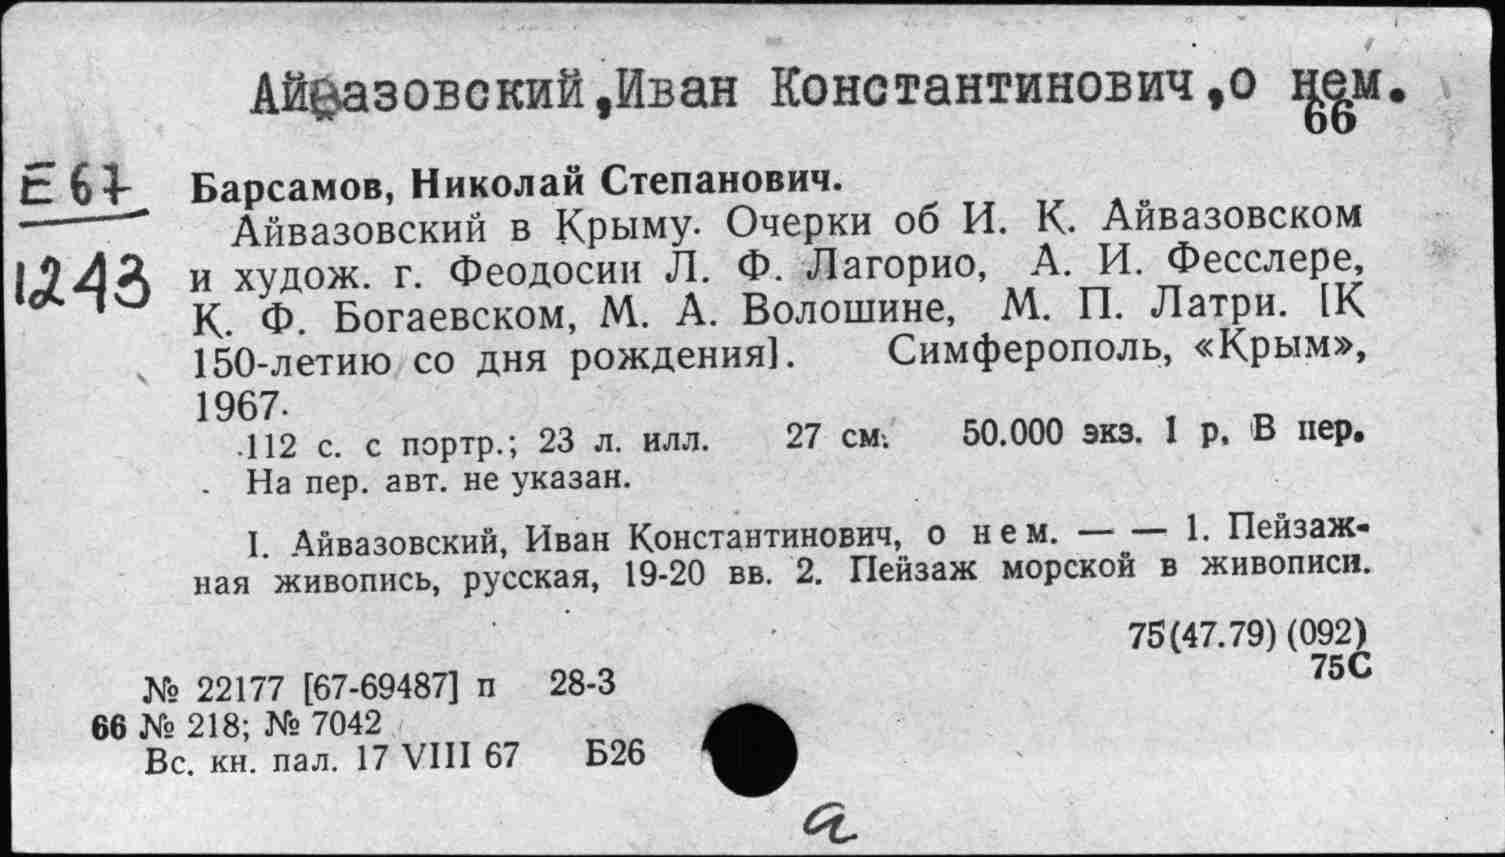 Айвазовский,Иван Константинович,о нем.
66
Е67
1243
Барсамов, Николай Степанович.
Айвазовский в Крыму. Очерки об И. К. Айвазовском
и худож. г. Феодосии Л. Ф. Лагорио, А. И. Фесслере,
К. Ф. Богаевском, М. А. Волошине, М. П. Латри. [К
150-летию со дня рождения]. Симферополь, «Крым»,
1967.
112 с. с портр.; 23 л. илл. 27 см. 50.000 экз. 1 р. В пер.
На пер. авт. не указан.
I. Айвазовский, Иван Константинович, о нем. — — 1. Пейзаж-
ная живопись, русская, 19-20 вв. 2. Пейзаж морской в живописи.
75(47.79)(092)
75С
№ 22177 [67-69487] п 28-3
66 № 218; № 7042
Вс. кн. пал. 17 VIII 67 Б26
а